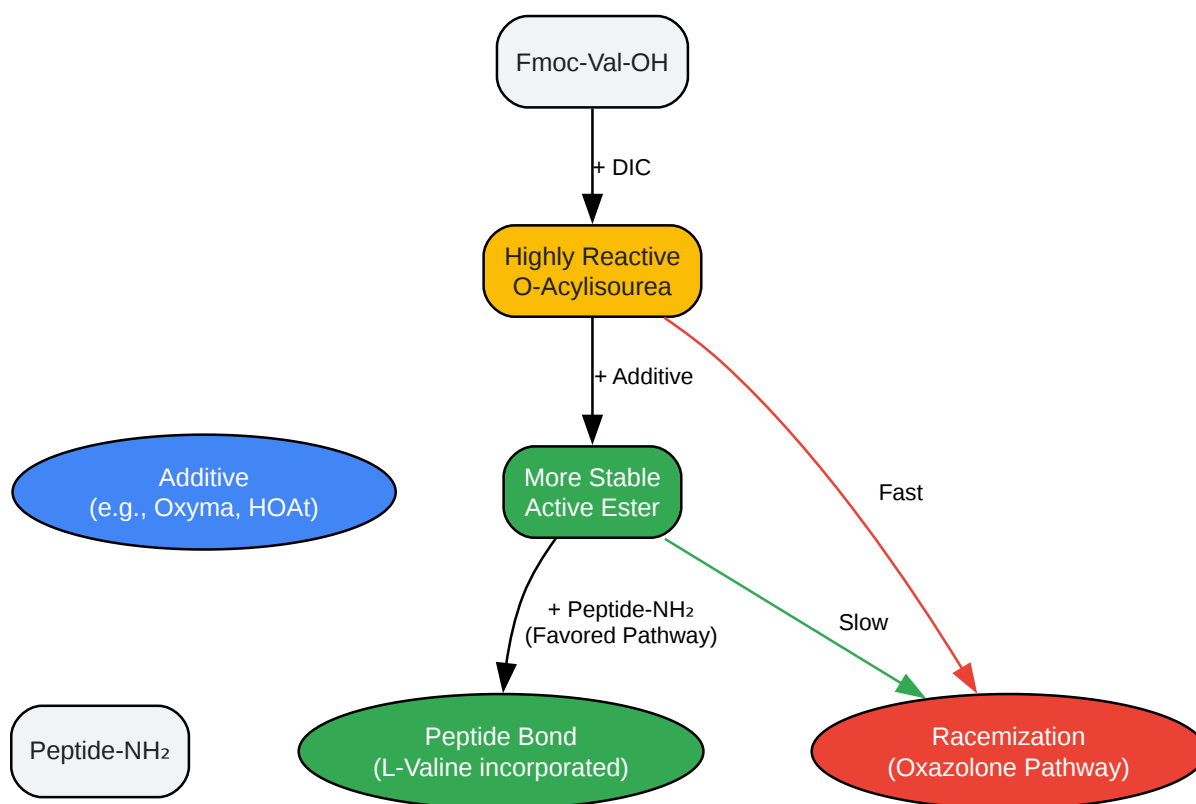 Fmoc-Val-OH
+ DIC
Highly Reactive
O-Acylisourea
+ Additive
Additive
(e.g., Oxyma, HOAt)
More Stable
Active Ester
Fast
+ Peptide-NH₂
(Favored Pathway)
Slow
Peptide-NH₂
Peptide Bond
(L-Valine incorporated)
Racemization
(Oxazolone Pathway)